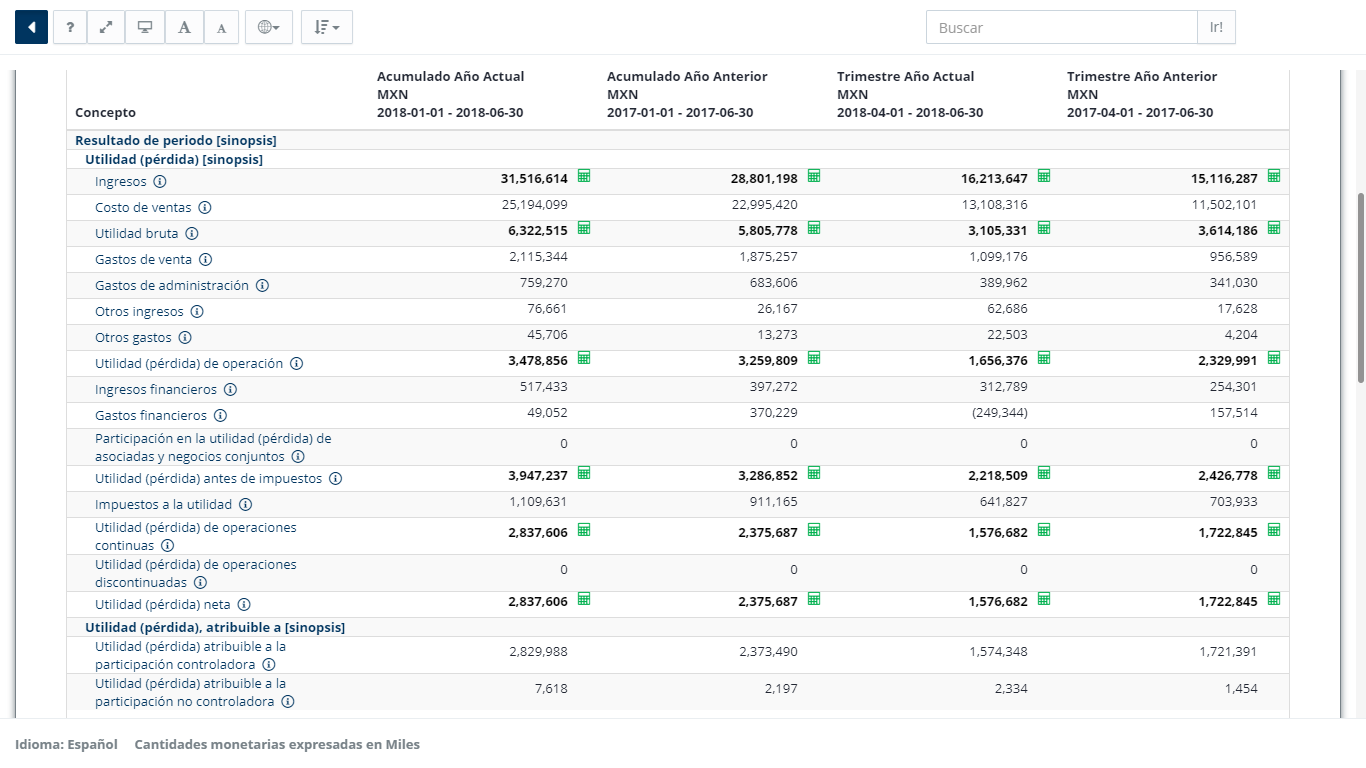 ? A A Buscar Ir!
Acumulado Año Actual Acumulado Año Anterior Trimestre Año Actual Trimestre Año Anterior
MXN MXN MXN MXN
Concepto 2018-01-01 - 2018-06-30 2017-01-01 - 2017-06-30 2018-04-01 - 2018-06-30 2017-04-01 - 2017-06-30
Resultado de periodo [sinopsis]
Utilidad (pérdida) [sinopsis]
Ingresos 31,516,614 28,801,198 16,213,647 15,116,287
Costo de ventas 25,194,099 22,995,420 13,108,316 11,502,101
Utilidad bruta 6,322,515 5,805,778 3,105,331 3,614,186
Gastos de venta 2,115,344 1,875,257 1,099,176 956,589
Gastos de administración 759,270 683,606 389,962 341,030
Otros ingresos 76,661 26,167 62,686 17,628
Otros gastos 45,706 13,273 22,503 4,204
Utilidad (pérdida) de operación 3,478,856 3,259,809 1,656,376 2,329,991
Ingresos financieros 517,433 397,272 312,789 254,301
Gastos financieros 49,052 370,229 (249,344) 157,514
Participación en la utilidad (pérdida) de
asociadas y negocios conjuntos 0 0 0 0
Utilidad (pérdida) antes de impuestos 3,947,237 3,286,852 2,218,509 2,426,778
Impuestos a la utilidad 1,109,631 911,165 641,827 703,933
Utilidad (pérdida) de operaciones
continuas 2,837,606 2,375,687 1,576,682 1,722,845
Utilidad (pérdida) de operaciones
discontinuadas 0 0 0 0
Utilidad (pérdida) neta 2,837,606 2,375,687 1,576,682 1,722,845
Utilidad (pérdida), atribuible a [sinopsis]
Utilidad (pérdida) atribuible a la
participación controladora 2,829,988 2,373,490 1,574,348 1,721,391
Utilidad (pérdida) atribuible a la
participación no controladora 7,618 2,197 2,334 1,454
Idioma: Español Cantidades monetarias expresadas en Miles